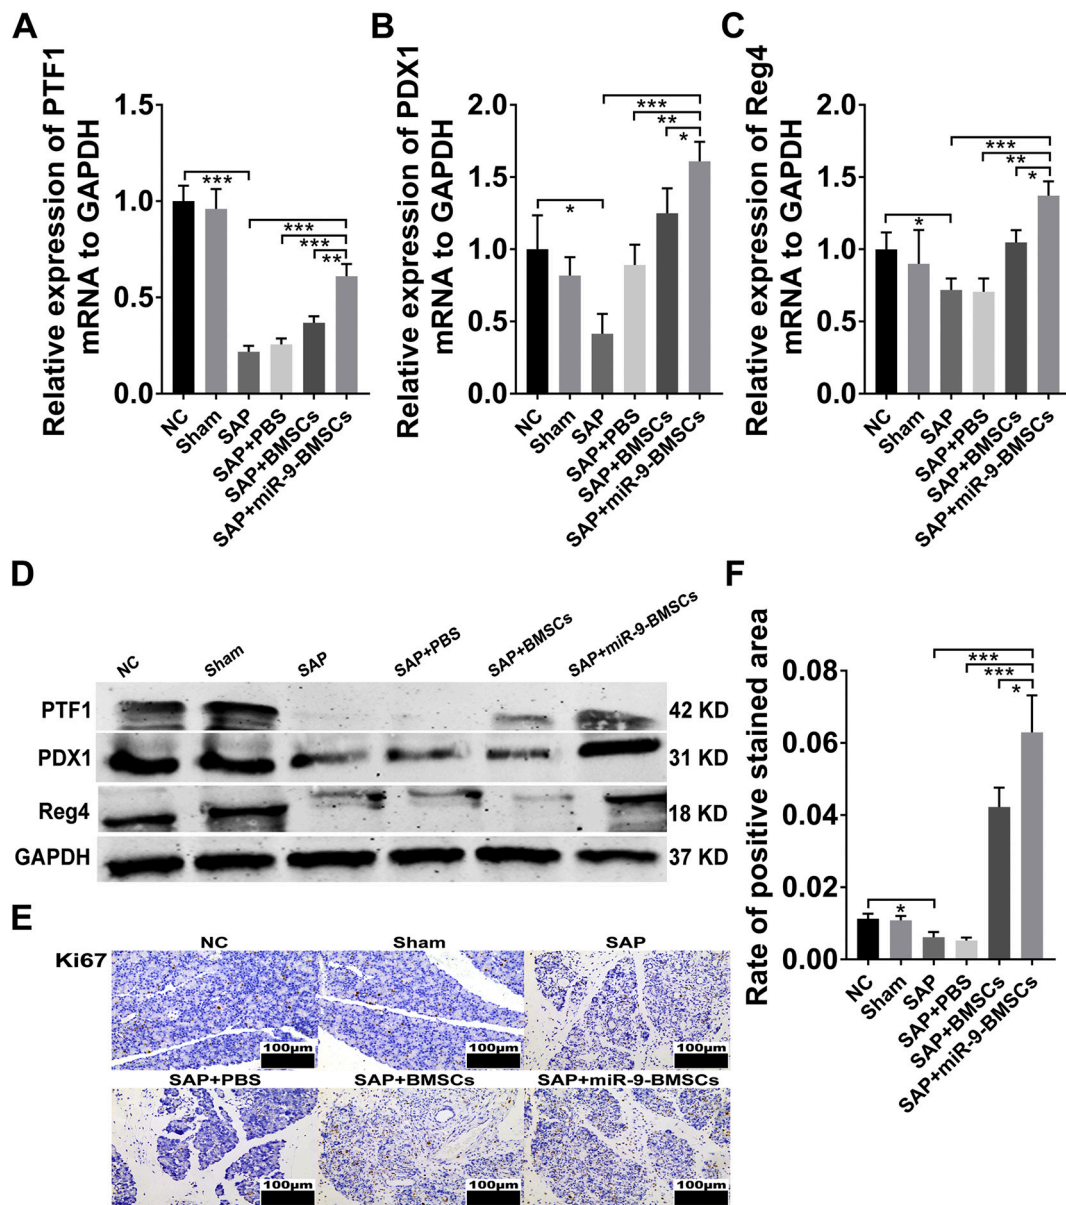 A
Relative expression of PTF1
mRNA to GAPDH
1.5
1.0
0.5
0.0
***
***
***
**
NC
Sham
SAP
SAP+PBS
SAP+BMSCs
SAP+miR-9-BMSCs
B
Relative expression of PDX1
mRNA to GAPDH
2.0
1.5
1.0
0.5
0.0
*
***
**
*
NC
Sham
SAP
SAP+PBS
SAP+BMSCs
SAP+miR-9-BMSCs
C
Relative expression of Reg4
mRNA to GAPDH
2.0
1.5
1.0
0.5
0.0
*
***
**
*
NC
Sham
SAP
SAP+PBS
SAP+BMSCs
SAP+miR-9-BMSCs
D
NC
Sham
SAP
SAP+PBS
SAP+BMSCs
SAP+miR-9-BMSCs
PTF1
42 KD
PDX1
31 KD
Reg4
18 KD
GAPDH
37 KD
E
Ki67
NC
Sham
SAP
100μm
100μm
100μm
SAP+PBS
SAP+BMSCs
SAP+miR-9-BMSCs
100μm
100μm
100μm
F
Rate of positive stained area
0.08
0.06
0.04
0.02
0.00
*
***
***
*
NC
Sham
SAP
SAP+PBS
SAP+BMSCs
SAP+miR-9-BMSCs